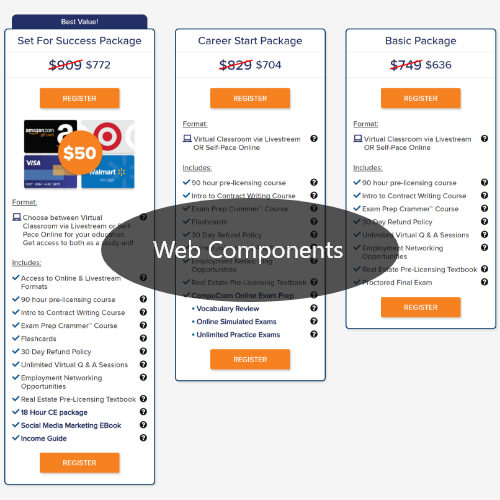 Best Value!
Set For Success Package
$909 $772
REGISTER
amazon.com
gift card
a
VISA
$50
Walmart
Format:
Choose between Virtual
Classroom via Livestream or Self-
Pace Online for your education.
Get access to both as a study-aid!
Includes:
Access to Online & Livestream
Formats
90 hour pre-licensing course
Intro to Contract Writing Course
Exam Prep Crammer™ Course
Flashcards
30 Day Refund Policy
Unlimited Virtual Q & A Sessions
Employment Networking
Opportunities
Real Estate Pre-Licensing Textbook
18 Hour CE package
Social Media Marketing EBook
Income Guide
REGISTER
Career Start Package
$829 $704
REGISTER
Format:
Virtual Classroom via Livestream
OR Self-Pace Online
Includes:
90 hour pre-licensing course
Intro to Contract Writing Course
Exam Prep Crammer™ Course
Flashcards
30 Day Refund Policy
Employment Networking
Opportunities
Real Estate Pre-Licensing Textbook
CompuCram Online Exam Prep
• Vocabulary Review
• Online Simulated Exams
• Unlimited Practice Exams
REGISTER
Basic Package
$749 $636
REGISTER
Format:
Virtual Classroom via Livestream
OR Self-Pace Online
Includes:
90 hour pre-licensing course
Intro to Contract Writing Course
Exam Prep Crammer™ Course
30 Day Refund Policy
Unlimited Virtual Q & A Sessions
Employment Networking
Opportunities
Real Estate Pre-Licensing Textbook
Proctored Final Exam
REGISTER
Web Components